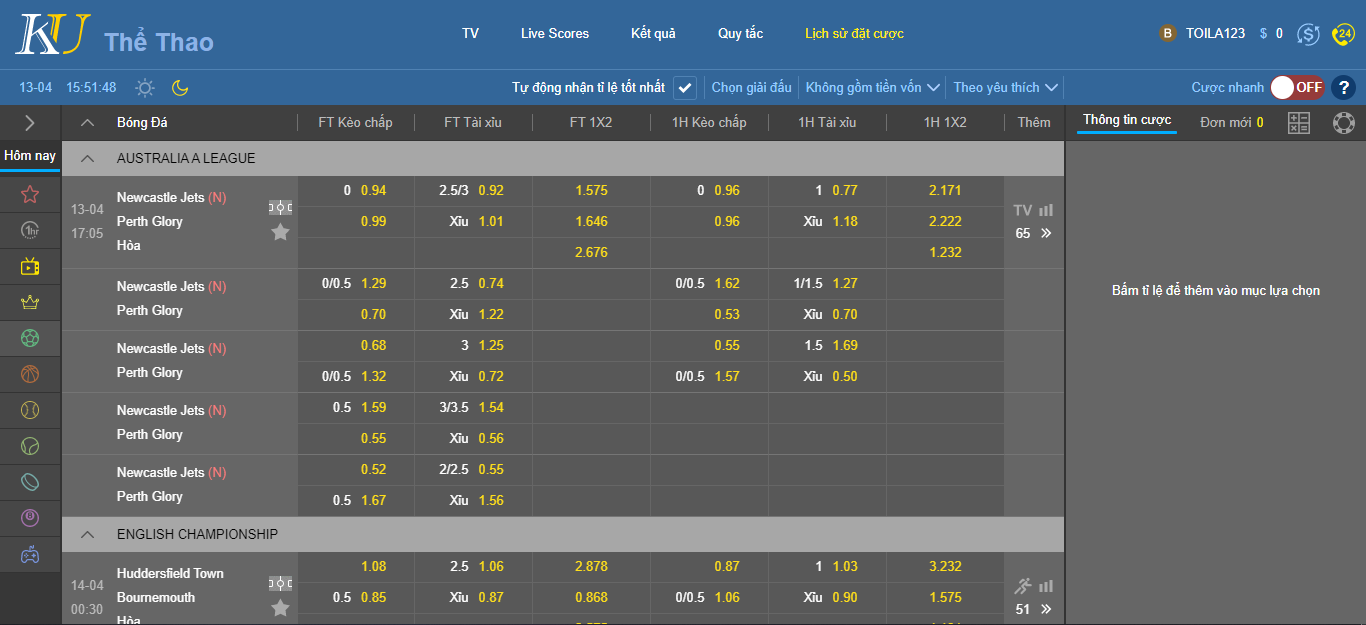 KU Thể Thao
TV Live Scores Kết quả Quy tắc Lịch sử đặt cược
B TOILA123 $ 0 $ 24
13-04 15:51:48
Tự động nhận tỉ lệ tốt nhất Chọn giải đấu Không gồm tiền vốn Theo yêu thích
Cược nhanh OFF ?
Bóng Đá FT Kèo chấp FT Tài xỉu FT 1X2 1H Kèo chấp 1H Tài xỉu 1H 1X2 Thêm
Thông tin cược Đơn mới 0
Hôm nay
1hr
8
AUSTRALIA A LEAGUE
13-04
17:05
Newcastle Jets (N) 0 0.94 2.5/3 0.92 1.575 0 0.96 1 0.77 2.171
Perth Glory 0.99 Xỉu 1.01 1.646 0.96 Xỉu 1.18 2.222
Hòa 2.676 1.232
TV
65
Newcastle Jets (N) 0/0.5 1.29 2.5 0.74 0/0.5 1.62 1/1.5 1.27
Perth Glory 0.70 Xỉu 1.22 0.53 Xỉu 0.70
Newcastle Jets (N) 0.68 3 1.25 0.55 1.5 1.69
Perth Glory 0/0.5 1.32 Xỉu 0.72 0/0.5 1.57 Xỉu 0.50
Newcastle Jets (N) 0.5 1.59 3/3.5 1.54
Perth Glory 0.55 Xỉu 0.56
Newcastle Jets (N) 0.52 2/2.5 0.55
Perth Glory 0.5 1.67 Xỉu 1.56
ENGLISH CHAMPIONSHIP
14-04
00:30
Huddersfield Town 1.08 2.5 1.06 2.878 0.87 1 1.03 3.232
Bournemouth 0.5 0.85 Xỉu 0.87 0.868 0/0.5 1.06 Xỉu 0.90 1.575
Hòa
51
Bấm tỉ lệ để thêm vào mục lựa chọn